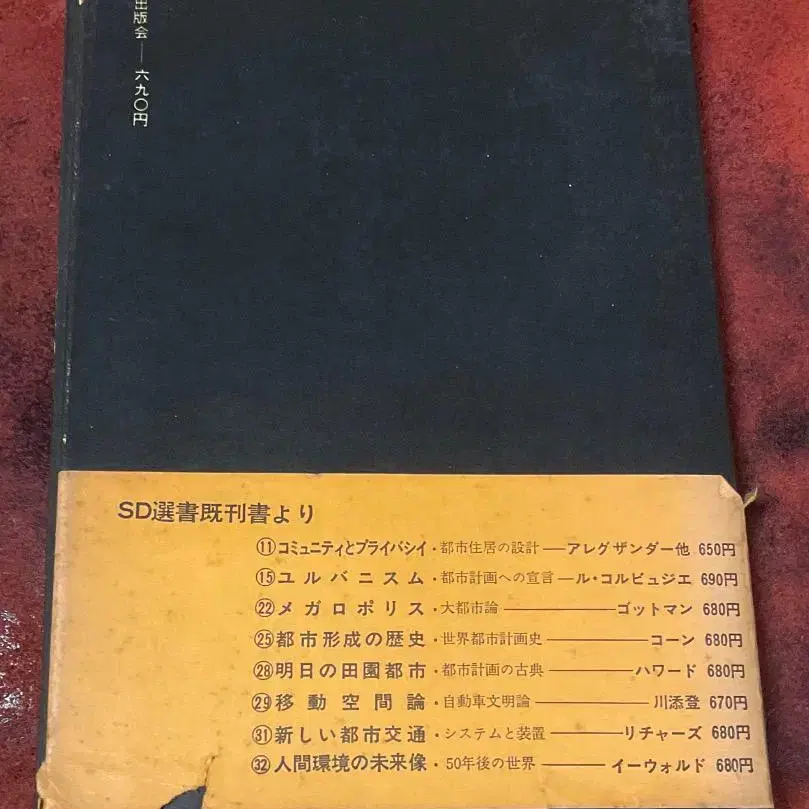 出版会──六九〇円
SD選書既刊書より
⑪コミュニティとプライバシイ・都市住居の設計──アレグザンダー他 650円
⑮ユルバニスム・都市計画への宣言──ル・コルビュジエ 690円
㉒メガロポリス・大都市論────ゴットマン 680円
㉕都市形成の歴史・世界都市計画史────コーン 680円
㉘明日の田園都市・都市計画の古典────ハワード 680円
㉙移動空間論・自動車文明論────川添登 670円
㉛新しい都市交通・システムと装置────リチャーズ 680円
㉜人間環境の未来像・50年後の世界────イーウォルド 680円